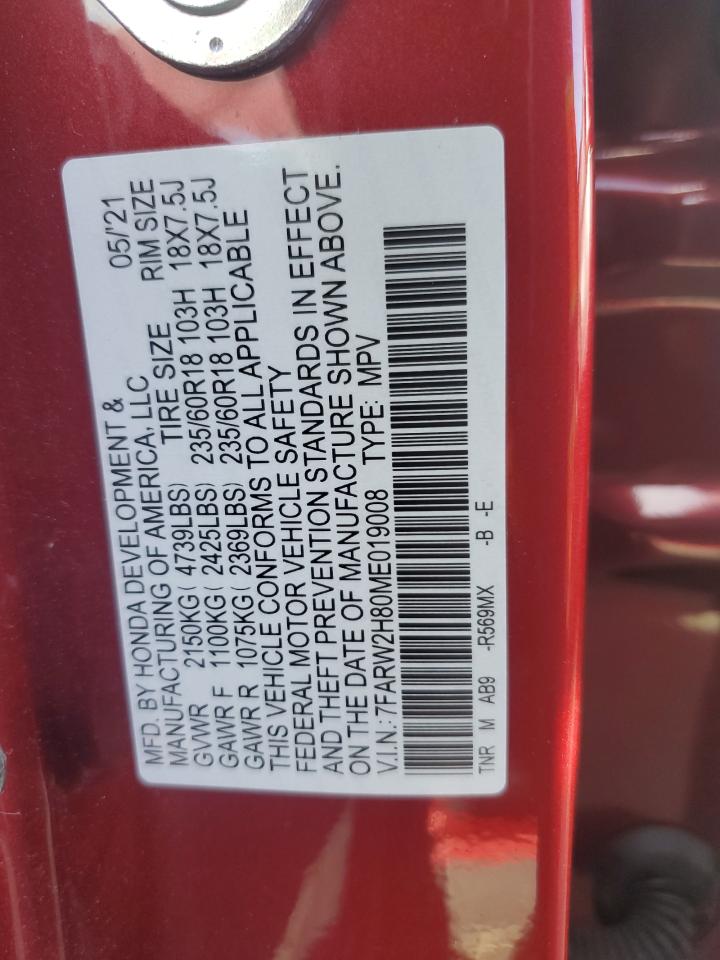 MFD. BY HONDA DEVELOPMENT & 05/'21
MANUFACTURING OF AMERICA, LLC
GVWR 2150KG( 4739LBS) TIRE SIZE RIM SIZE
GAWR F 1100KG( 2425LBS) 235/60R18 103H 18X7.5J
GAWR R 1075KG( 2369LBS) 235/60R18 103H 18X7.5J
THIS VEHICLE CONFORMS TO ALL APPLICABLE
FEDERAL MOTOR VEHICLE SAFETY
AND THEFT PREVENTION STANDARDS IN EFFECT
ON THE DATE OF MANUFACTURE SHOWN ABOVE.
V.I.N.: 7FARW2H80ME019008 TYPE: MPV
TNR M AB9 -R569MX -B -E